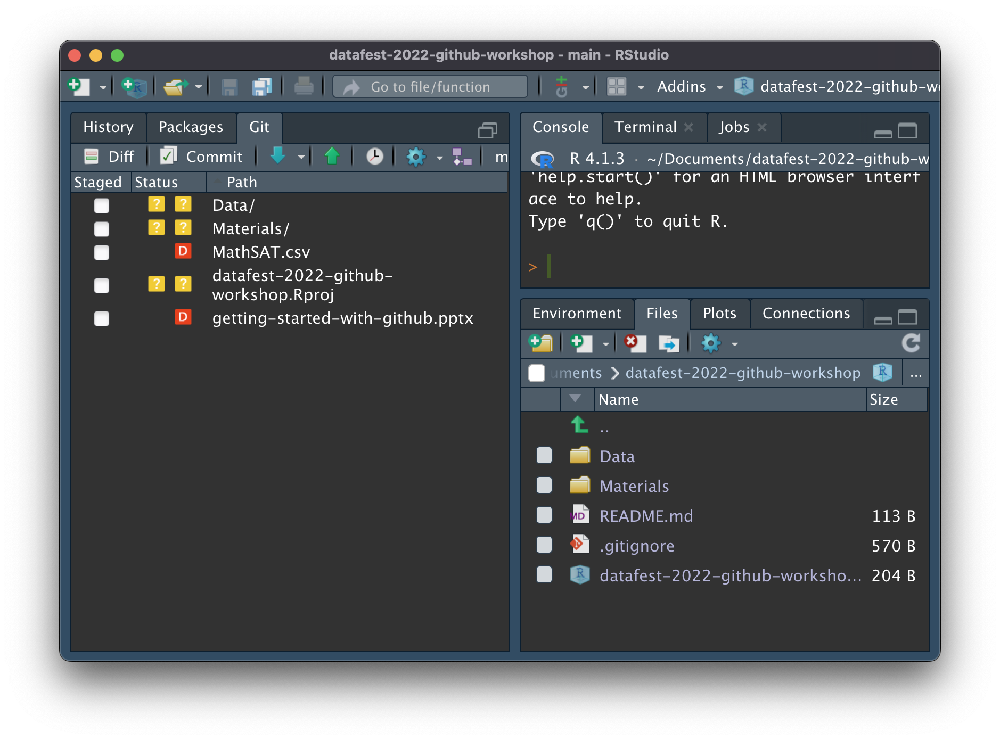 datafest-2022-github-workshop - main - RStudio
Go to file/function
Git
Addins
datafest-2022-github-wo
History Packages Git
Diff Commit m
Staged Status Path
? ? Data/
? ? Materials/
D MathSAT.csv
? ? datafest-2022-github-
workshop.Rproj
D getting-started-with-github.pptx
Console Terminal Jobs
R 4.1.3 · ~/Documents/datafest-2022-github-w
'help.start()' for an HTML browser interf
ace to help.
Type 'q()' to quit R.
>
Environment Files Plots Connections
uments datafest-2022-github-workshop ...
Name Size
..
Data
Materials
README.md 113 B
.gitignore 570 B
datafest-2022-github-worksho... 204 B